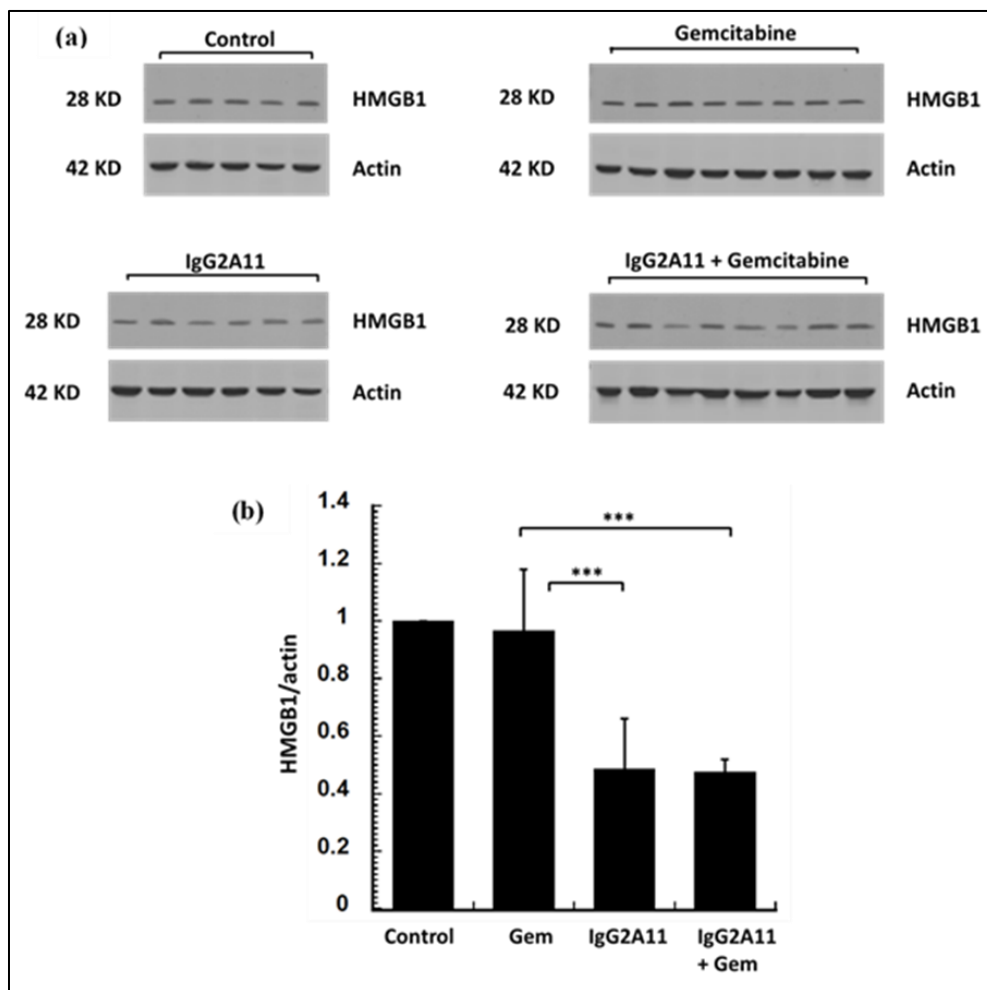 (a)
Control
28 KD HMGB1
42 KD Actin
Gemcitabine
28 KD HMGB1
42 KD Actin
IgG2A11
28 KD HMGB1
42 KD Actin
IgG2A11 + Gemcitabine
28 KD HMGB1
42 KD Actin
(b)
HMGB1/actin
1.4
1.2
1
0.8
0.6
0.4
0.2
0
***
***
Control
Gem
IgG2A11
IgG2A11
+ Gem